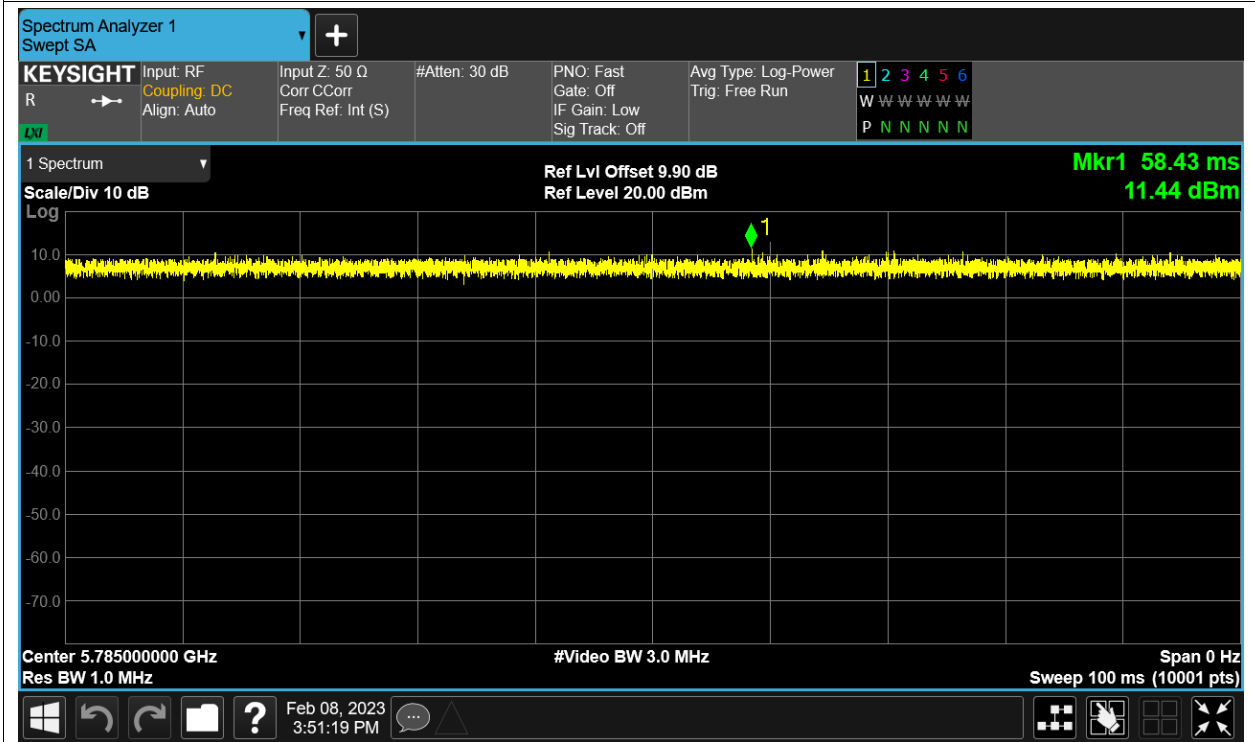 Spectrum Analyzer 1
Swept SA
▼
+
KEYSIGHT
R
LXI
Input: RF
Coupling: DC
Align: Auto
Input Z: 50 Ω
Corr CCorr
Freq Ref: Int (S)
#Atten: 30 dB
PNO: Fast
Gate: Off
IF Gain: Low
Sig Track: Off
Avg Type: Log-Power
Trig: Free Run
1 2 3 4 5 6
W W W W W W
P N N N N N
1 Spectrum ▼
Scale/Div 10 dB
Log
Ref Lvl Offset 9.90 dB
Ref Level 20.00 dBm
Mkr1 58.43 ms
11.44 dBm
1
10.0
0.00
-10.0
-20.0
-30.0
-40.0
-50.0
-60.0
-70.0
Center 5.785000000 GHz
Res BW 1.0 MHz
#Video BW 3.0 MHz
Span 0 Hz
Sweep 100 ms (10001 pts)
?
Feb 08, 2023
3:51:19 PM